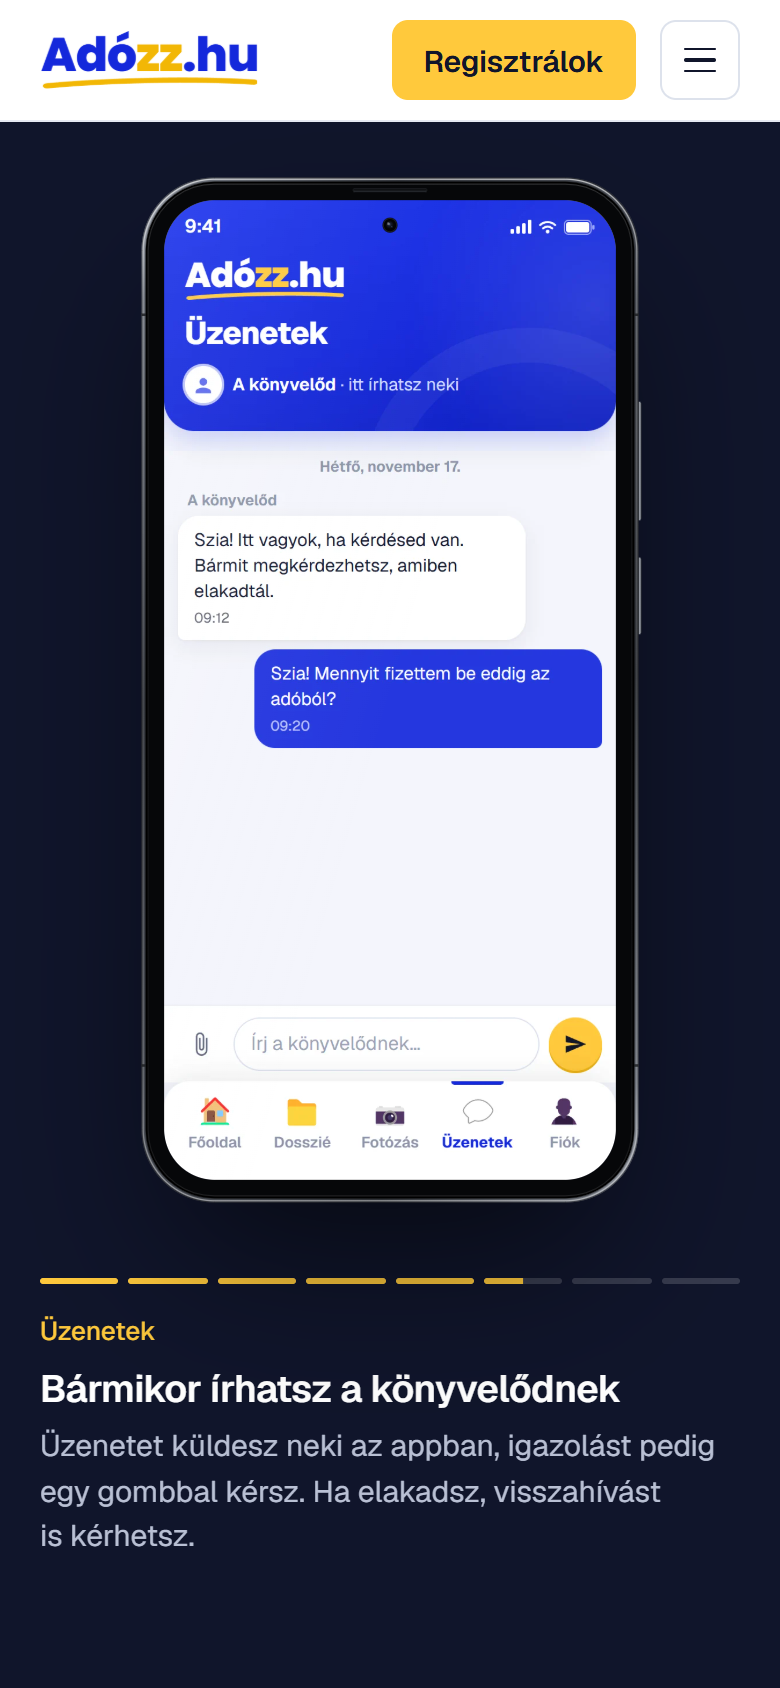 Adózz.hu
Regisztrálok
9:41
Adózz.hu
Üzenetek
A könyvelőd · itt írhatsz neki
Hétfő, november 17.
A könyvelőd
Szia! Itt vagyok, ha kérdésed van.
Bármit megkérdezhetsz, amiben
elakadtál.
09:12
Szia! Mennyit fizettem be eddig az
adóból?
09:20
Írj a könyvelődnek...
Főoldal
Dosszié
Fotózás
Üzenetek
Fiók
Üzenetek
Bármikor írhatsz a könyvelődnek
Üzenetet küldesz neki az appban, igazolást pedig
egy gombbal kérsz. Ha elakadsz, visszahívást
is kérhetsz.